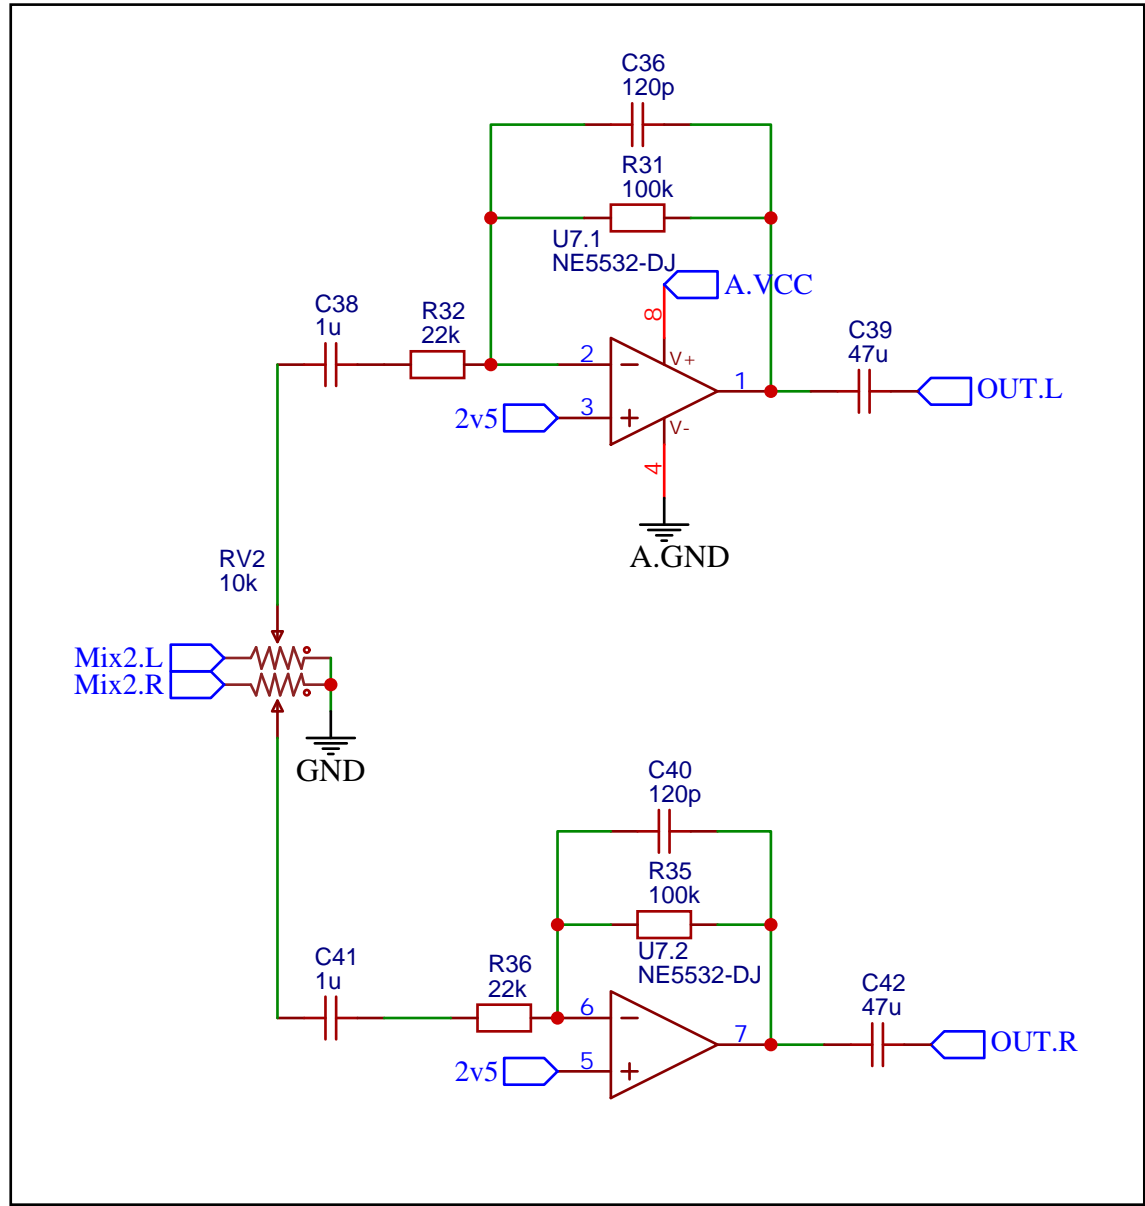 C36
120p
R31
100k
U7.1
NE5532-DJ
A.VCC
8
V+
C38
1u
R32
22k
2
1
C39
47u
OUT.L
2v5
3
V-
4
A.GND
RV2
10k
Mix2.L
Mix2.R
GND
C40
120p
R35
100k
U7.2
NE5532-DJ
C41
1u
R36
22k
6
7
C42
47u
OUT.R
2v5
5